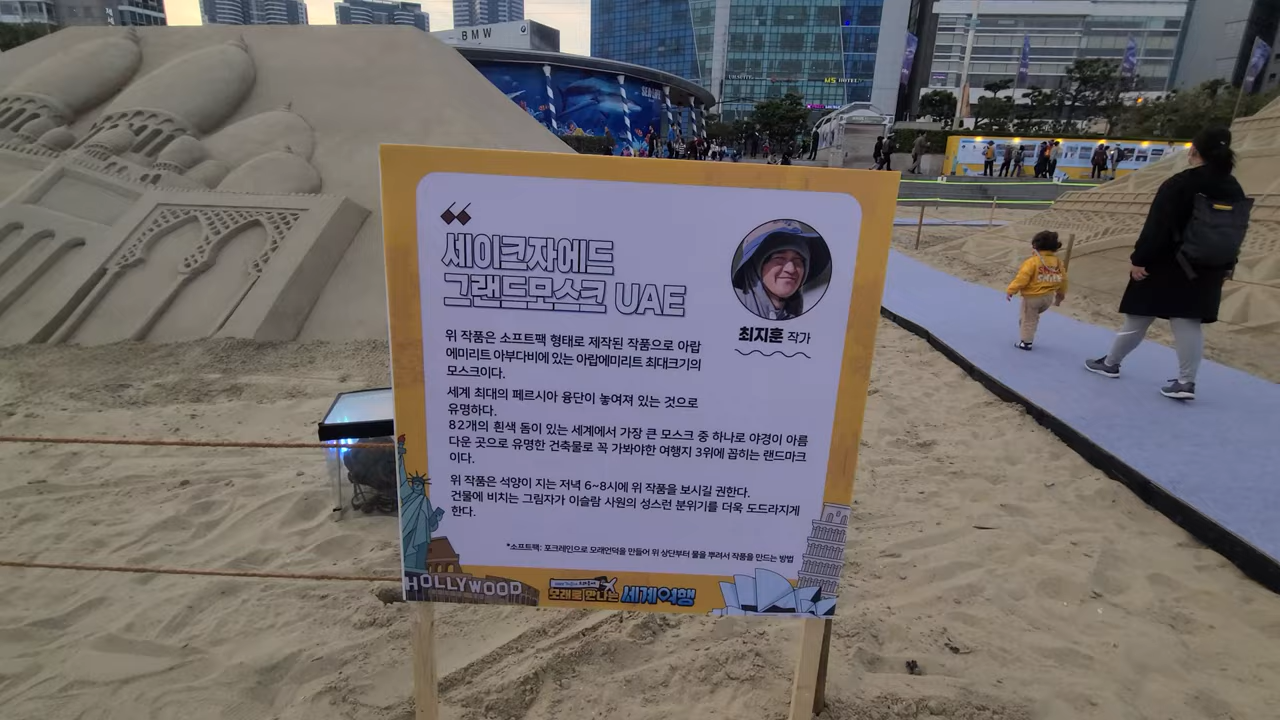 BMW
SEA LIFE
세이크자에드
그랜드모스크 UAE
최지훈 작가
위 작품은 소프트팩 형태로 제작된 작품으로 아랍
에미리트 아부다비에 있는 아랍에미리트 최대크기의
모스크이다.
세계 최대의 페르시아 융단이 놓여져 있는 것으로
유명하다.
82개의 흰색 돔이 있는 세계에서 가장 큰 모스크 중 하나로 야경이 아름
다운 곳으로 유명한 건축물로 꼭 가봐야한 여행지 3위에 꼽히는 랜드마크
이다.
위 작품은 석양이 지는 저녁 6~8시에 위 작품을 보시길 권한다.
건물에 비치는 그림자가 이슬람 사원의 성스런 분위기를 더욱 도드라지게
한다.
*소프트팩: 포크레인으로 모래언덕을 만들어 위 상단부터 물을 뿌려서 작품을 만드는 방법
HOLLYWOOD
모래로 만나는 세계여행